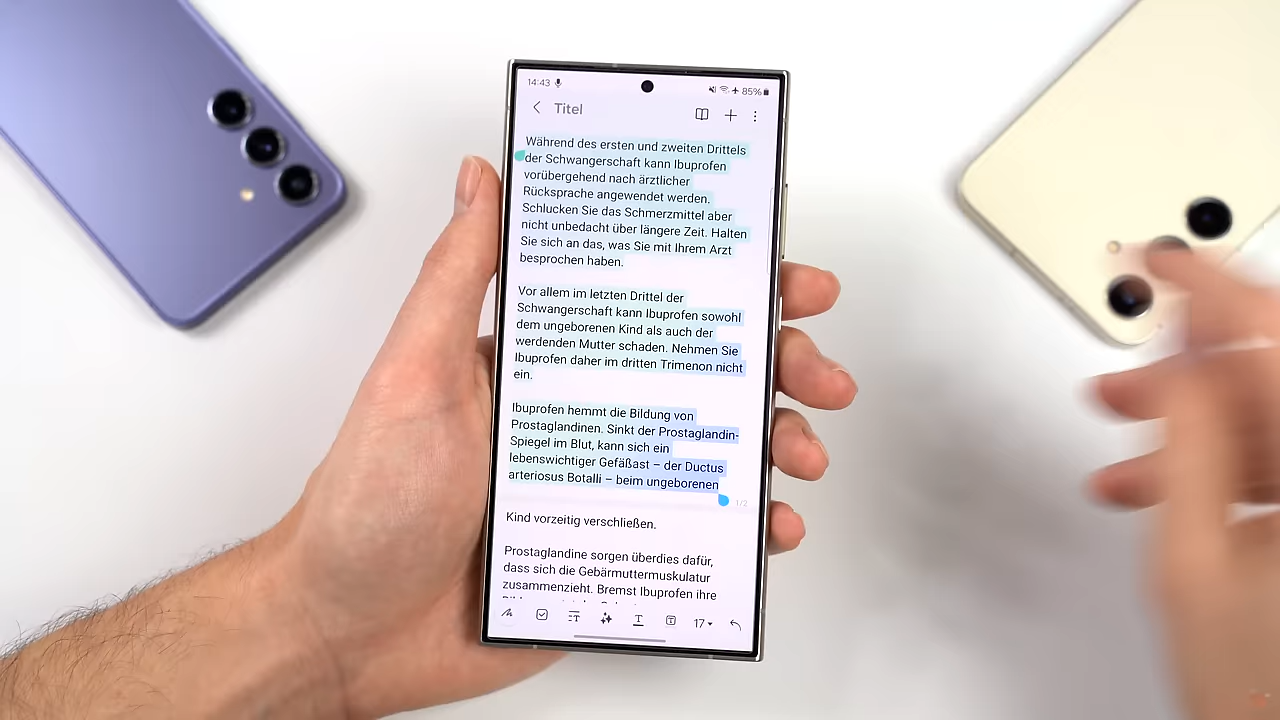 14:43
85%
Titel
Während des ersten und zweiten Drittels
der Schwangerschaft kann Ibuprofen
vorübergehend nach ärztlicher
Rücksprache angewendet werden.
Schlucken Sie das Schmerzmittel aber
nicht unbedacht über längere Zeit. Halten
Sie sich an das, was Sie mit Ihrem Arzt
besprochen haben.
Vor allem im letzten Drittel der
Schwangerschaft kann Ibuprofen sowohl
dem ungeborenen Kind als auch der
werdenden Mutter schaden. Nehmen Sie
Ibuprofen daher im dritten Trimenon nicht
ein.
Ibuprofen hemmt die Bildung von
Prostaglandinen. Sinkt der Prostaglandin-
Spiegel im Blut, kann sich ein
lebenswichtiger Gefäßast – der Ductus
arteriosus Botalli – beim ungeborenen
1/2
Kind vorzeitig verschließen.
Prostaglandine sorgen überdies dafür,
dass sich die Gebärmuttermuskulatur
zusammenzieht. Bremst Ibuprofen ihre
17